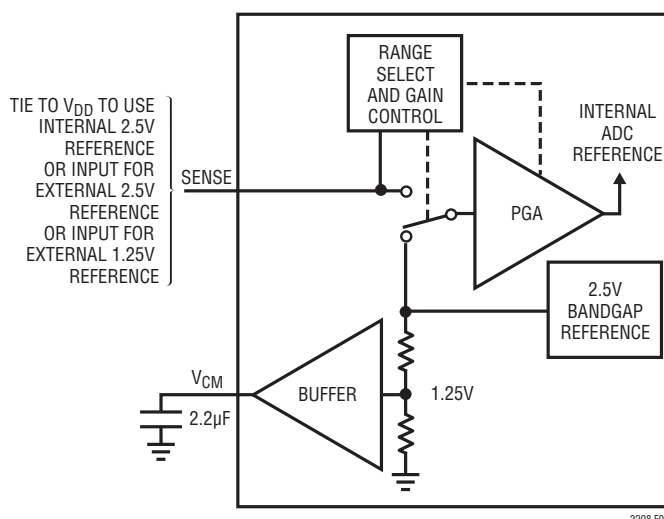 RANGE
SELECT
AND GAIN
CONTROL
TIE TO VDD TO USE
INTERNAL 2.5V
REFERENCE
OR INPUT FOR
EXTERNAL 2.5V
REFERENCE
OR INPUT FOR
EXTERNAL 1.25V
REFERENCE
SENSE
INTERNAL
ADC
REFERENCE
PGA
2.5V
BANDGAP
REFERENCE
VCM
BUFFER
1.25V
2.2µF